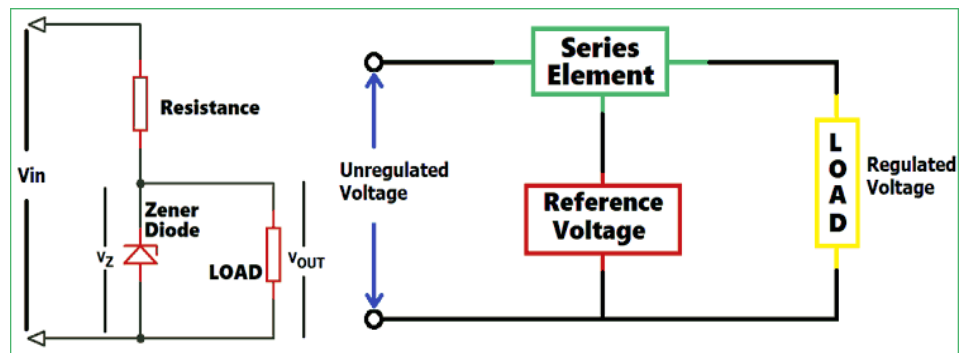 Resistance
Vin
Zener
Diode
VZ
LOAD
VOUT
Series
Element
Unregulated
Voltage
Reference
Voltage
L
O
A
D
Regulated
Voltage